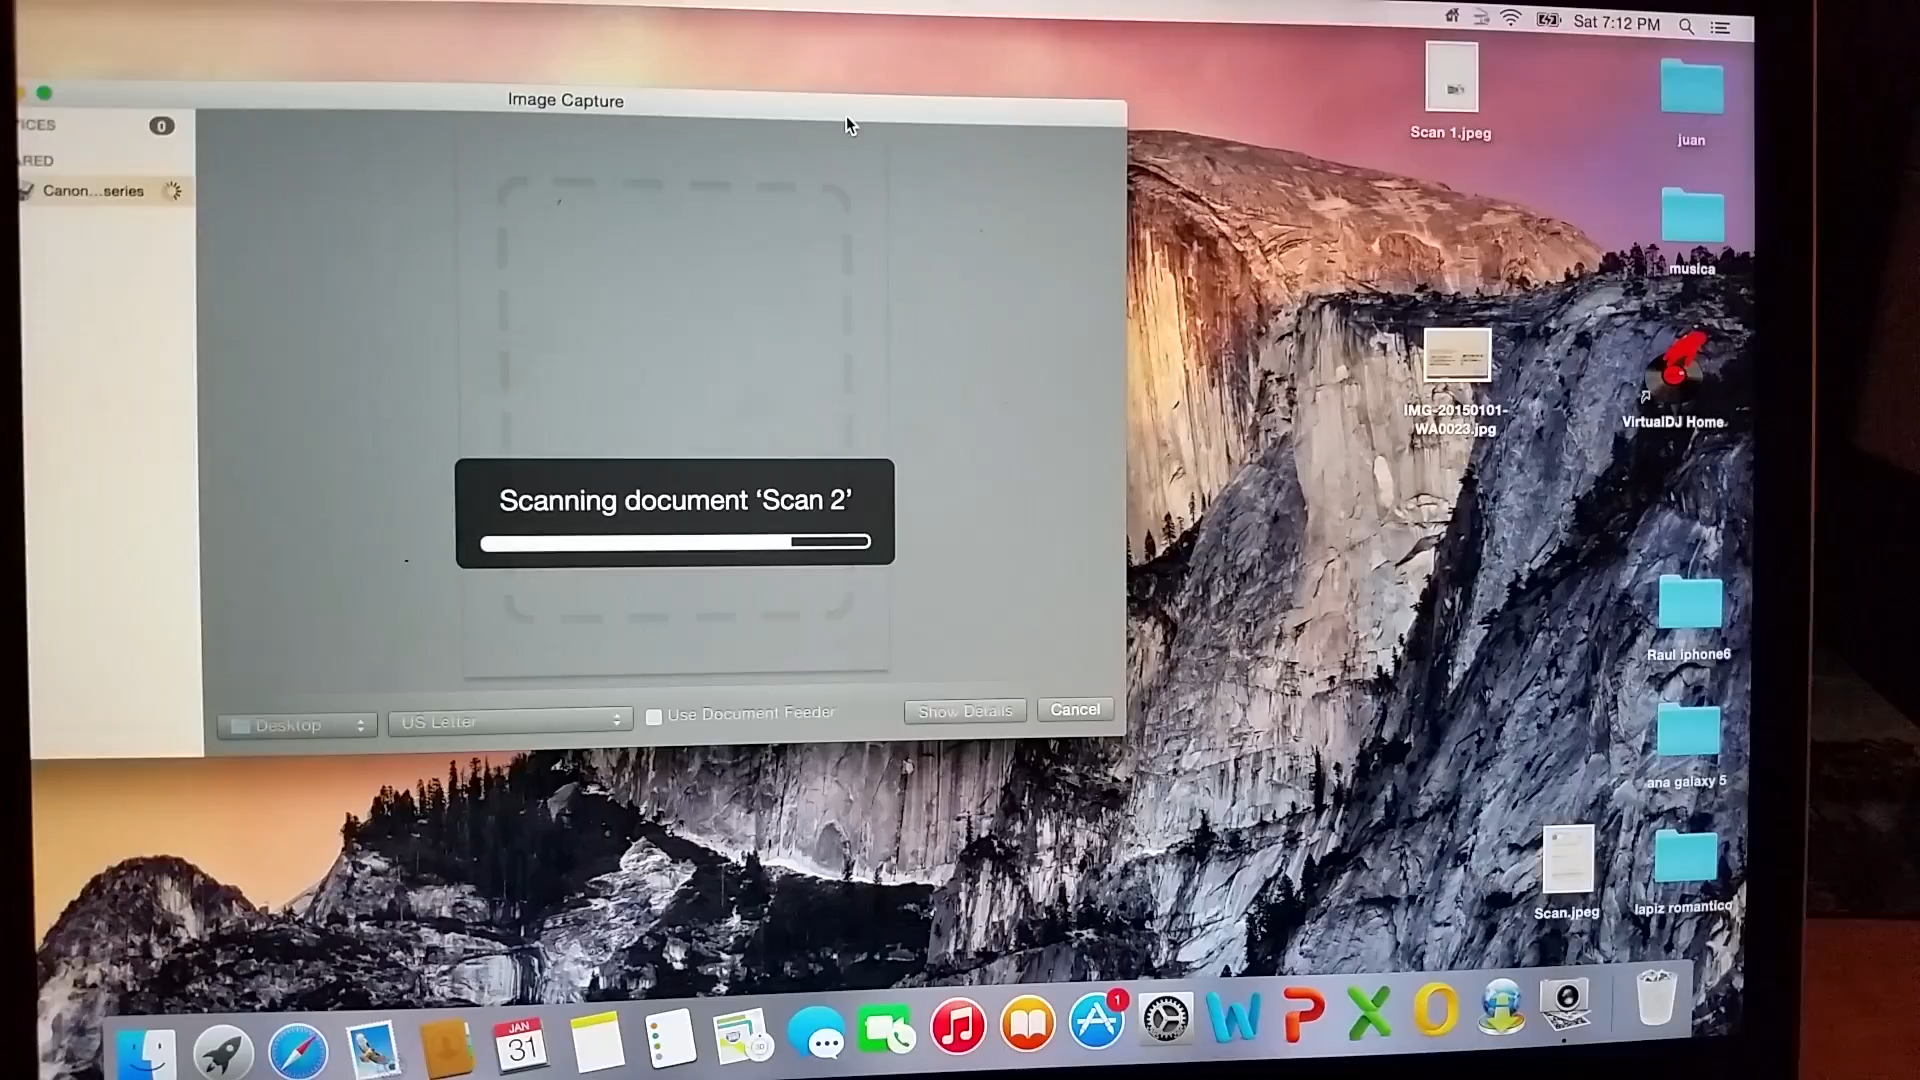 Sat 7:12 PM
Image Capture
ICES
0
ARED
Canon...series
Scanning document ‘Scan 2’
Desktop
US Letter
Use Document Feeder
Show Details
Cancel
Scan 1.jpeg
juan
musica
IMG-20150101-
WA0023.jpg
VirtualDJ Home
Raul iphone6
ana galaxy 5
Scan.jpeg
lapiz romantico
JAN
31
1